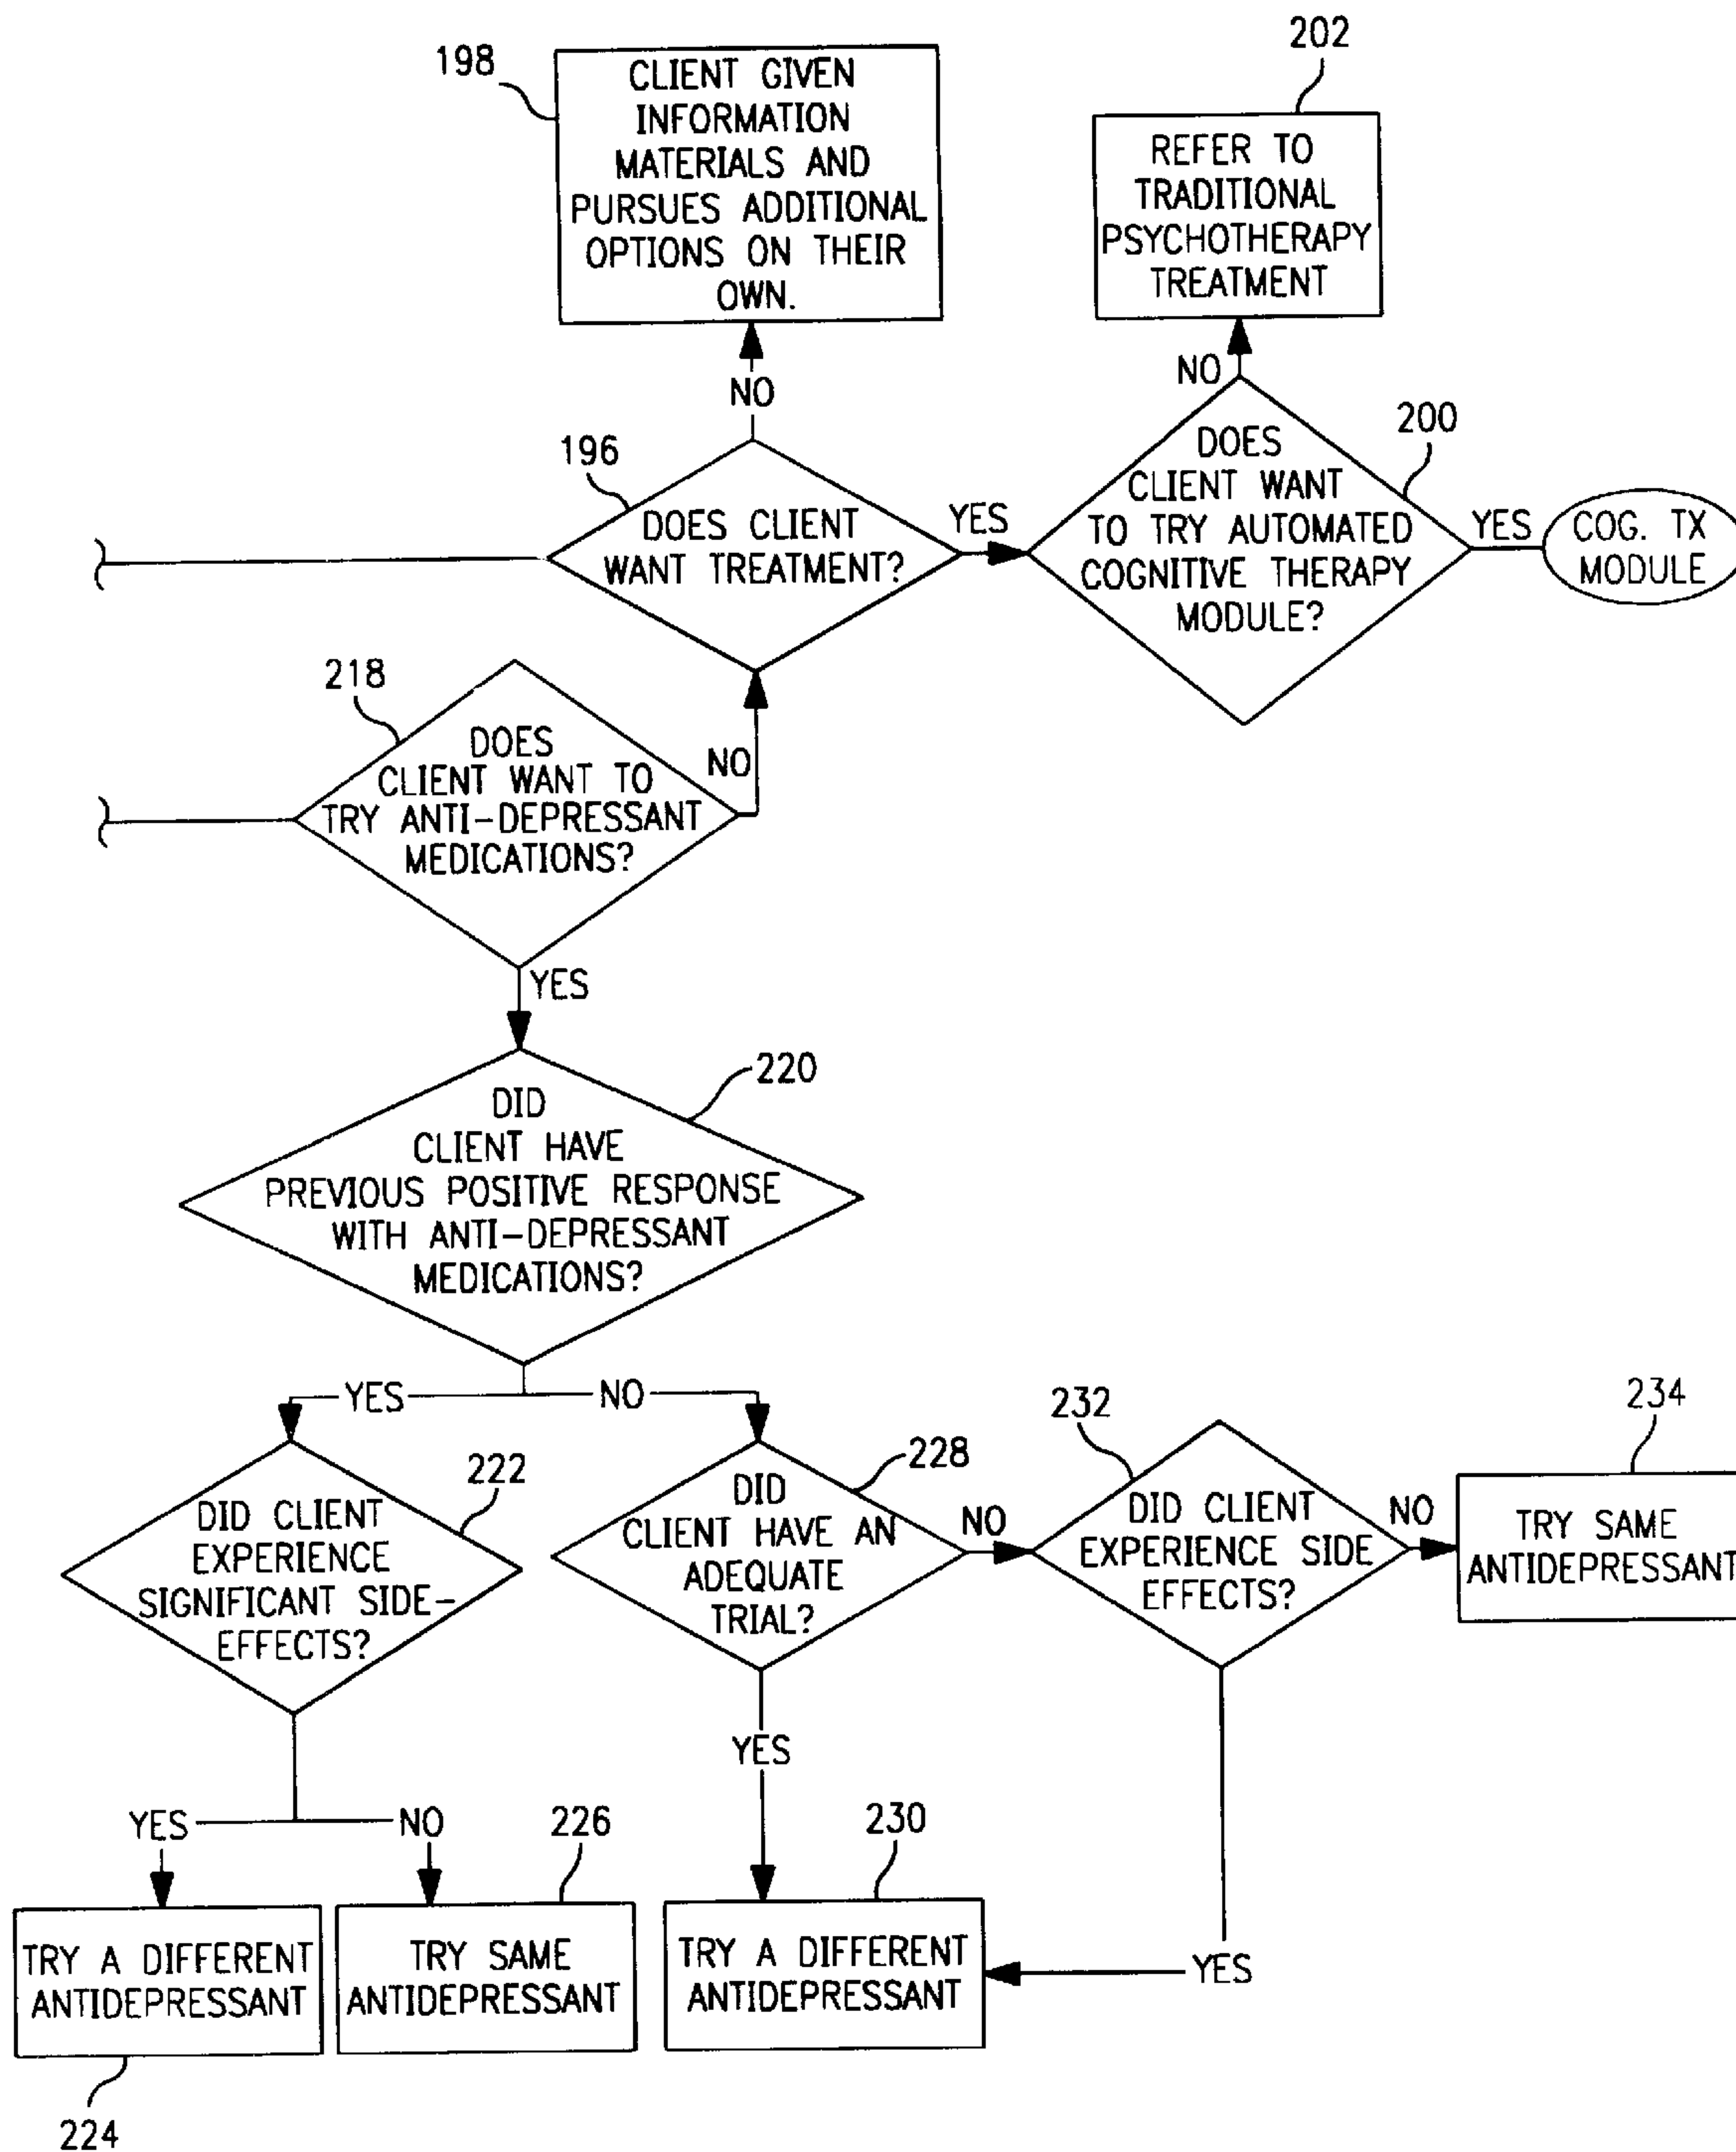 198
CLIENT GIVEN
INFORMATION
MATERIALS AND
PURSUES ADDITIONAL
OPTIONS ON THEIR
OWN.
202
REFER TO
TRADITIONAL
PSYCHOTHERAPY
TREATMENT
NO
NO
196
DOES CLIENT
WANT TREATMENT?
YES
200
DOES
CLIENT WANT
TO TRY AUTOMATED
COGNITIVE THERAPY
MODULE?
YES
COG. TX
MODULE
218
DOES
CLIENT WANT TO
TRY ANTI-DEPRESSANT
MEDICATIONS?
NO
YES
220
DID
CLIENT HAVE
PREVIOUS POSITIVE RESPONSE
WITH ANTI-DEPRESSANT
MEDICATIONS?
YES
NO
222
DID CLIENT
EXPERIENCE
SIGNIFICANT SIDE-
EFFECTS?
228
DID
CLIENT HAVE AN
ADEQUATE
TRIAL?
NO
232
DID CLIENT
EXPERIENCE SIDE
EFFECTS?
NO
234
TRY SAME
ANTIDEPRESSANT
YES
NO
YES
226
230
TRY A DIFFERENT
ANTIDEPRESSANT
TRY SAME
ANTIDEPRESSANT
TRY A DIFFERENT
ANTIDEPRESSANT
YES
224